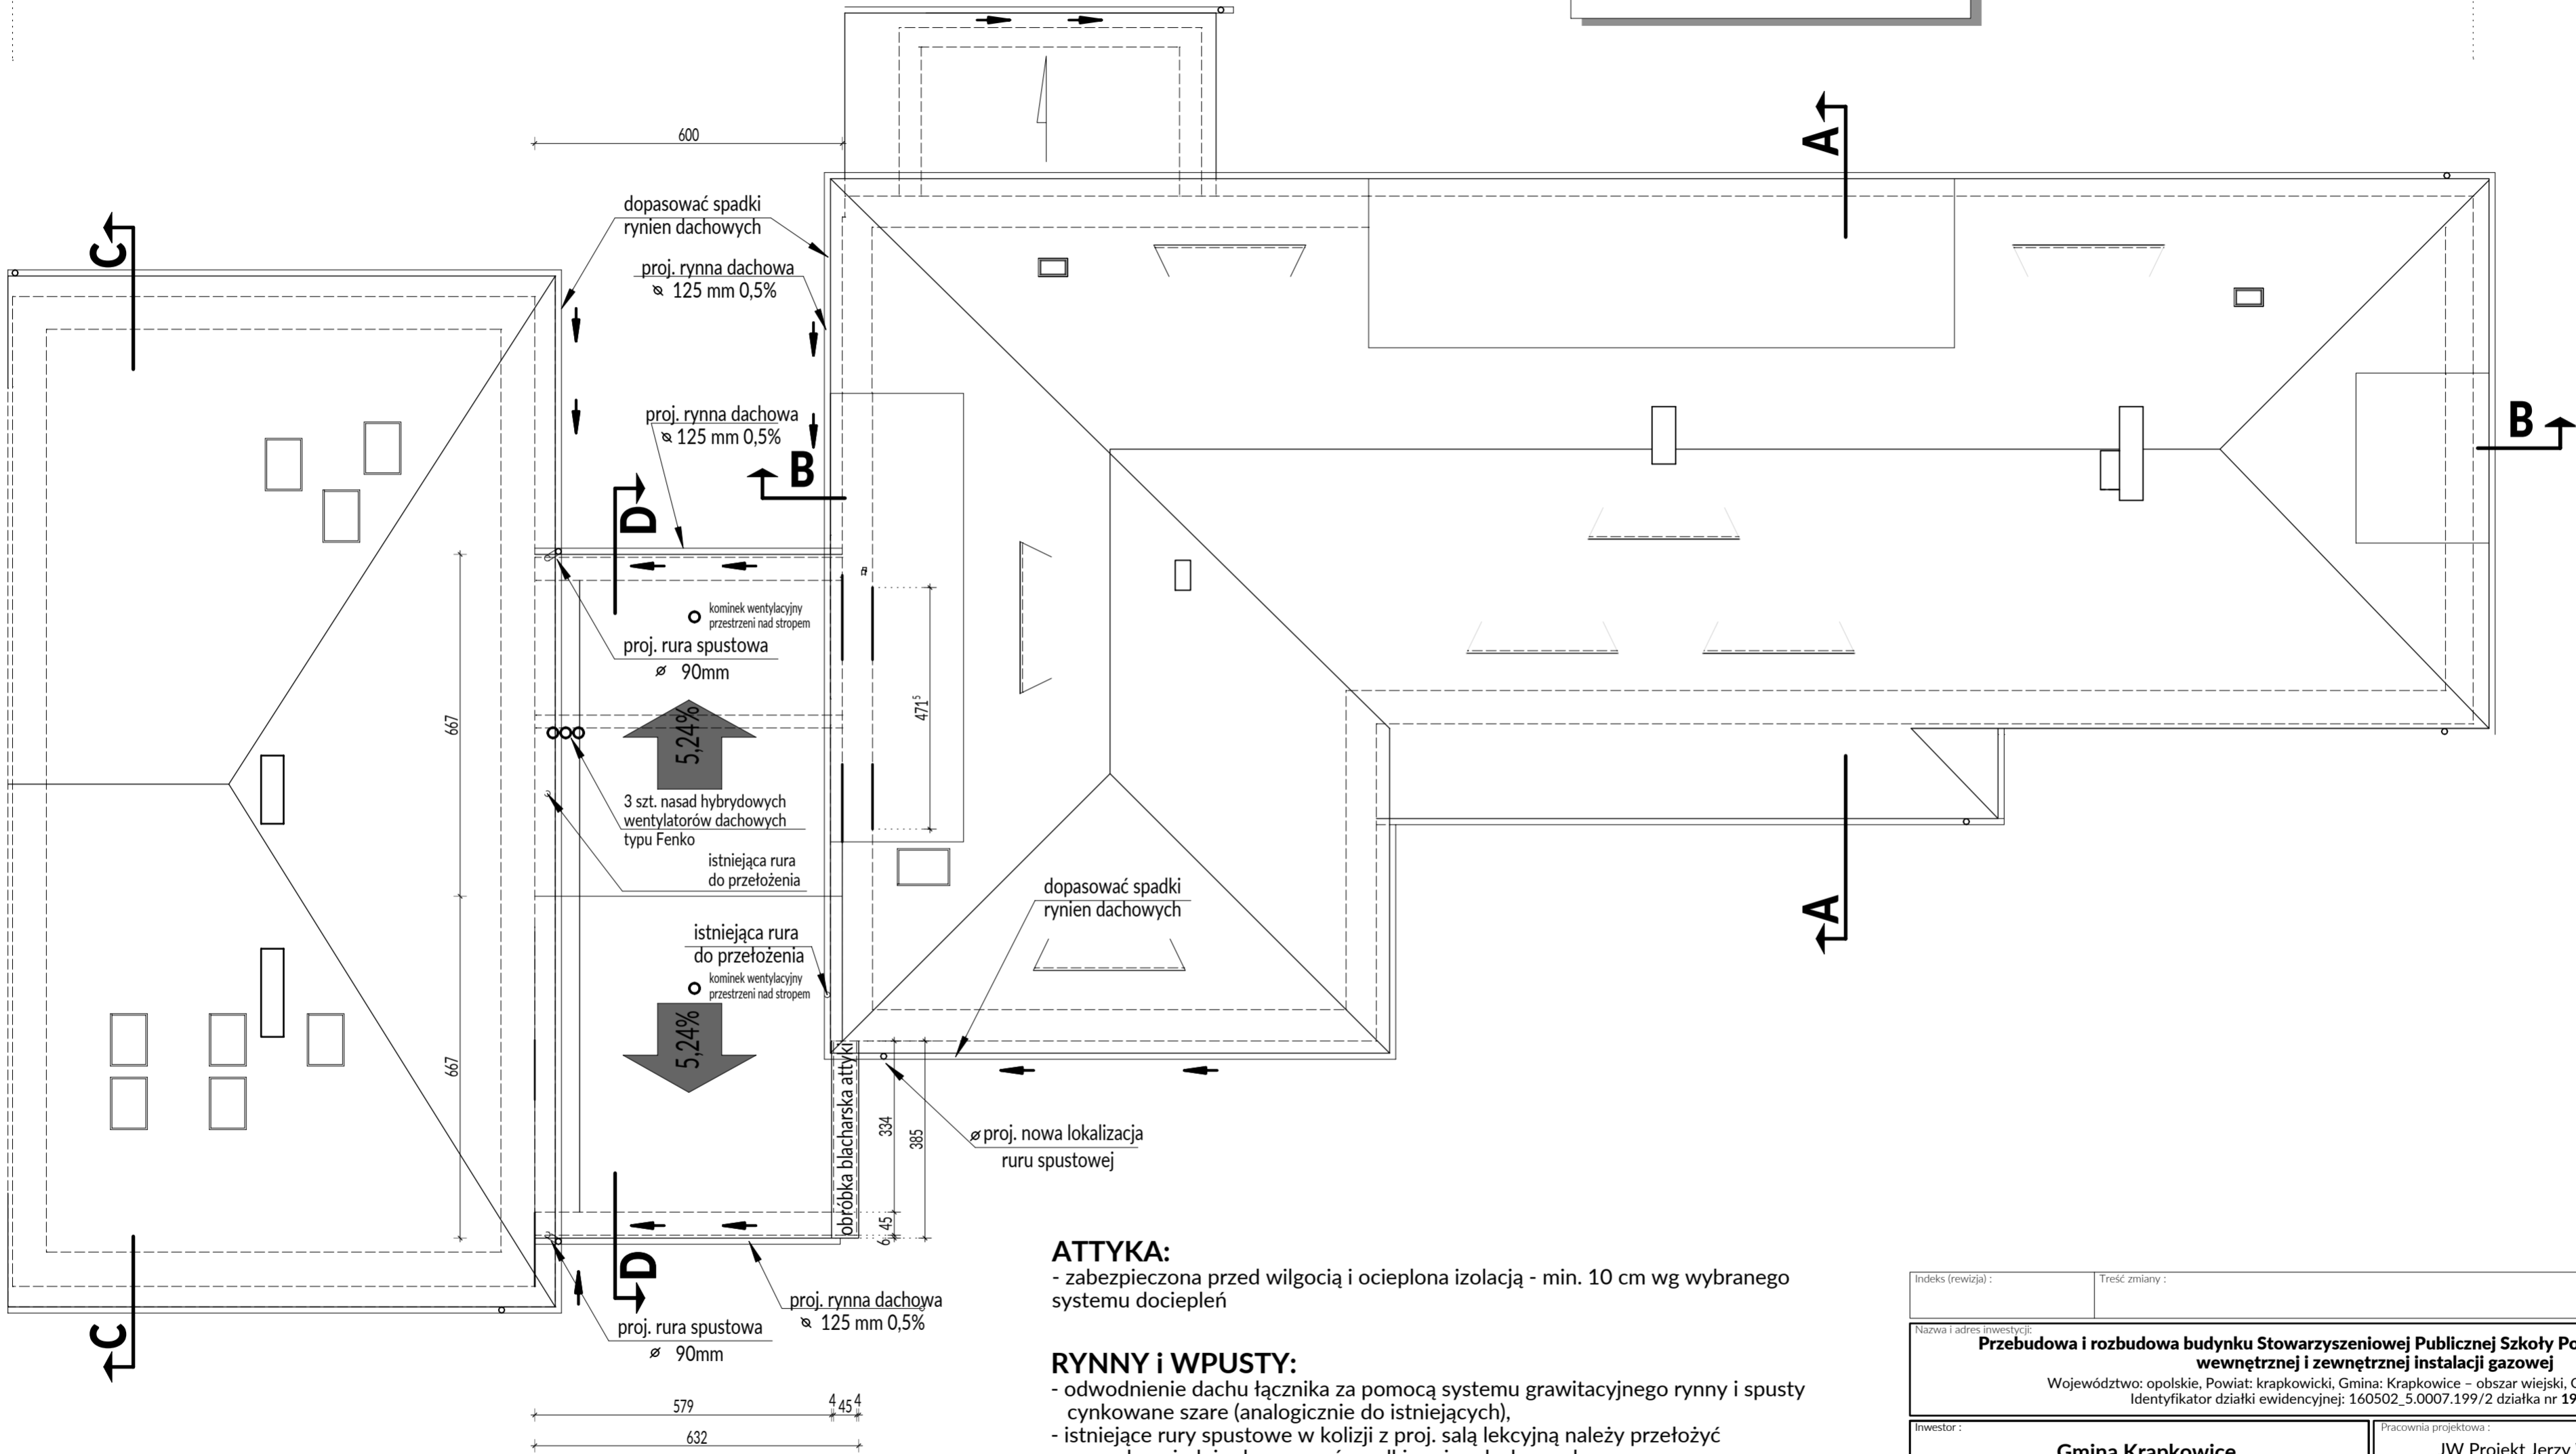 600
A
dopasować spadki
rynien dachowych
C
proj. rynna dachowa
⌀ 125 mm 0,5%
proj. rynna dachowa
⌀ 125 mm 0,5%
B
B
D
kominek wentylacyjny
przestrzeni nad stropem
proj. rura spustowa
⌀ 90mm
471⁵
667
5,24%
3 szt. nasad hybrydowych
wentylatorów dachowych
typu Fenko
istniejąca rura
do przełożenia
dopasować spadki
rynien dachowych
A
istniejąca rura
do przełożenia
kominek wentylacyjny
przestrzeni nad stropem
5,24%
667
obróbka blacharska attyki
334
385
⌀ proj. nowa lokalizacja
ruru spustowej
45
6
D
C
proj. rynna dachowa
⌀ 125 mm 0,5%
proj. rura spustowa
⌀ 90mm
579
4 45 4
632
ATTYKA:
- zabezpieczona przed wilgocią i ocieplona izolacją - min. 10 cm wg wybranego
systemu dociepleń
RYNNY i WPUSTY:
- odwodnienie dachu łącznika za pomocą systemu grawitacyjnego rynny i spusty
cynkowane szare (analogicznie do istniejących),
- istniejące rury spustowe w kolizji z proj. salą lekcyjną należy przełożyć
Indeks (rewizja) :
Treść zmiany :
Nazwa i adres inwestycji:
Przebudowa i rozbudowa budynku Stowarzyszeniowej Publicznej Szkoły Po
wewnętrznej i zewnętrznej instalacji gazowej
Województwo: opolskie, Powiat: krapkowicki, Gmina: Krapkowice – obszar wiejski,
Identyfikator działki ewidencyjnej: 160502_5.0007.199/2 działka nr 19
Inwestor :
Gmina Krapkowice
Pracownia projektowa :
JW Projekt Jerzy